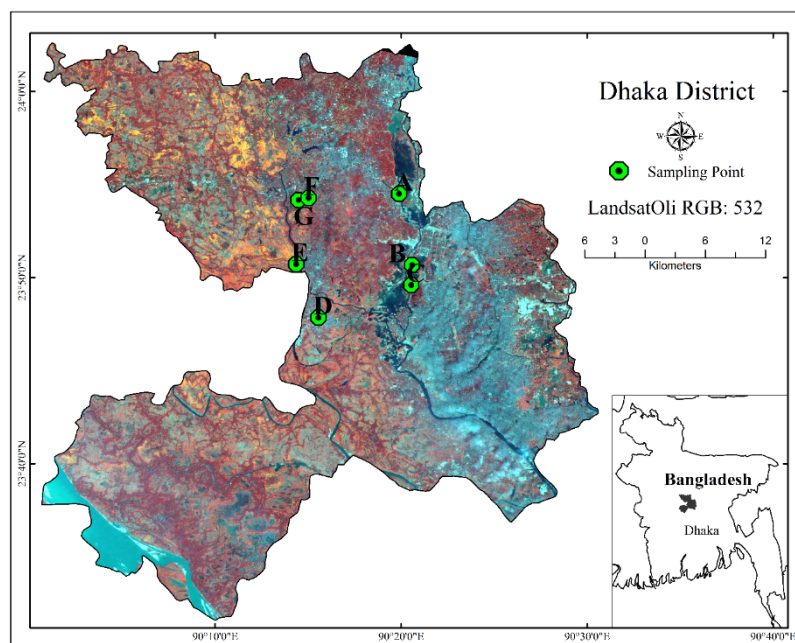 Dhaka District
N
W E
S
Sampling Point
LandsatOli RGB: 532
6 3 0 6 12
Kilometers
24°0'0"N
23°50'0"N
23°40'0"N
A
F
G
B
C
E
D
Bangladesh
Dhaka
90°10'0"E 90°20'0"E 90°30'0"E 90°40'0"E